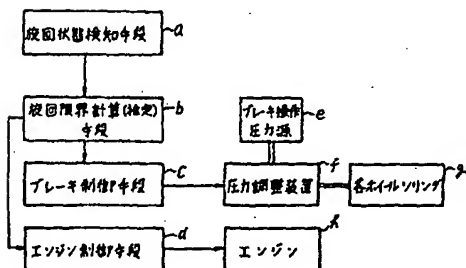 旋回状態検知手段
a
旋回限界計算(推定)
手段
b
ブレーキ操作
圧力源
e
ブレーキ制御手段
c
圧力調整装置
f
各ホイールシリンダ
g
エンジン制御手段
d
エンジン
h